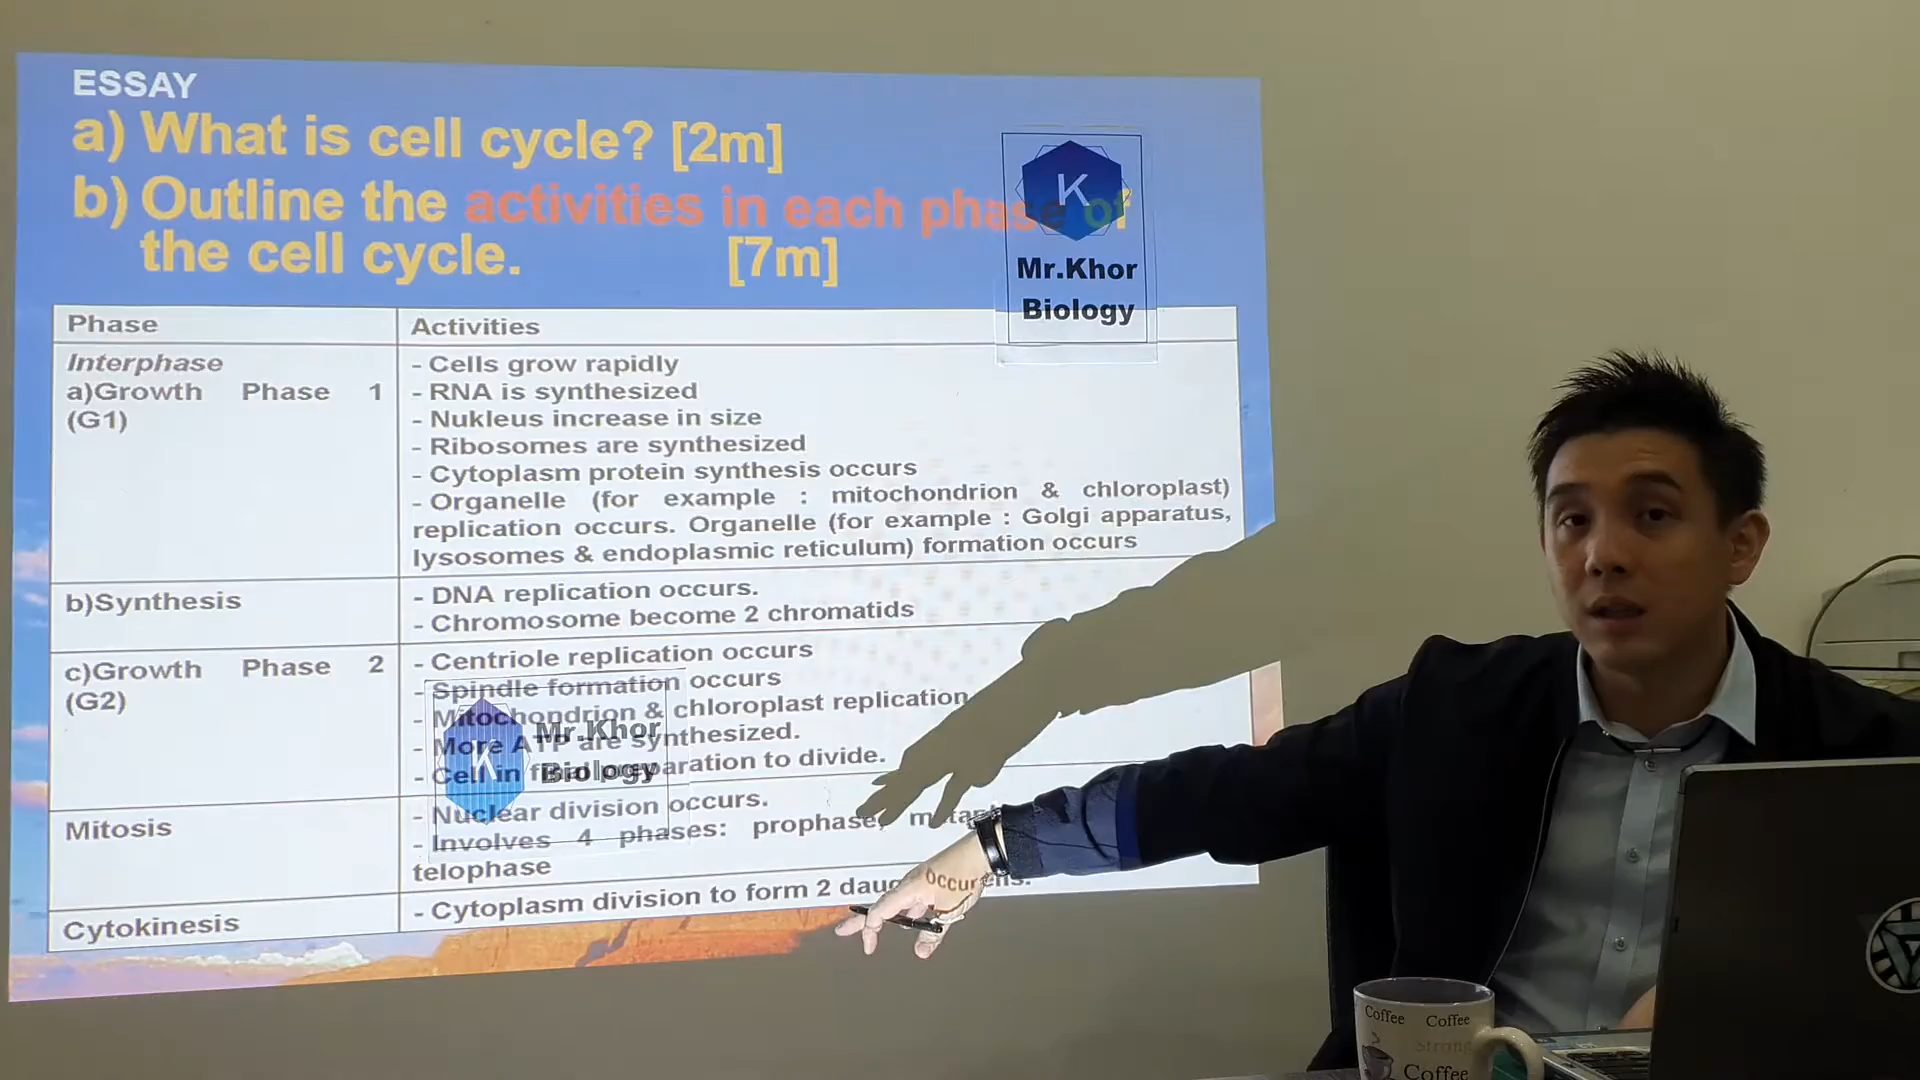 ESSAY
a) What is cell cycle? [2m]
b) Outline the activities in each phase of
the cell cycle. [7m]
K
Mr.Khor
Biology
Phase Activities
Interphase
a)Growth Phase 1
(G1)
- Cells grow rapidly
- RNA is synthesized
- Nukleus increase in size
- Ribosomes are synthesized
- Cytoplasm protein synthesis occurs
- Organelle (for example : mitochondrion & chloroplast)
replication occurs. Organelle (for example : Golgi apparatus,
lysosomes & endoplasmic reticulum) formation occurs
b)Synthesis
- DNA replication occurs.
- Chromosome become 2 chromatids
c)Growth Phase 2
(G2)
- Centriole replication occurs
- Spindle formation occurs
- Mitochondrion & chloroplast replication
- More ATP are synthesized.
- Cell in final preparation to divide.
K
Mr.Khor
Biology
Mitosis
- Nuclear division occurs.
- Involves 4 phases: prophase,
telophase
Cytokinesis
- Cytoplasm division to form 2
Coffee Coffee
Strong
Coffee